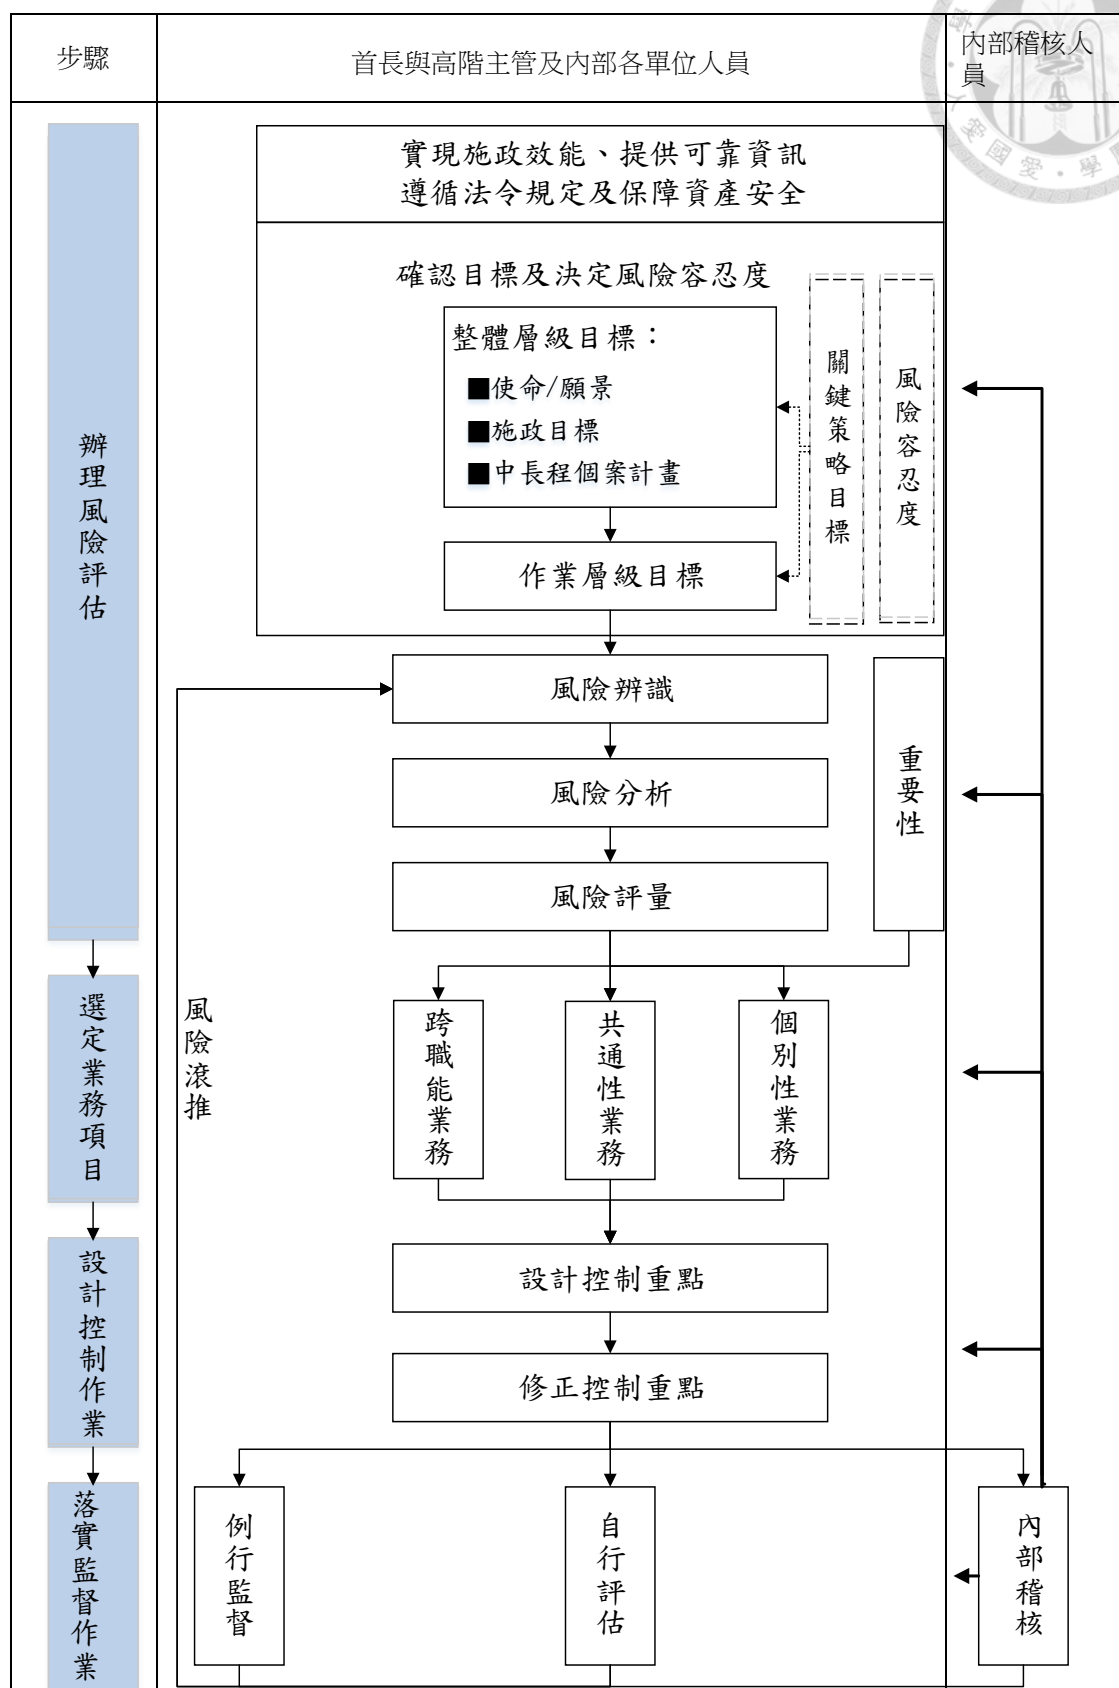 步驟
首長與高階主管及內部各單位人員
內部稽核人
員
實現施政效能、提供可靠資訊
遵循法令規定及保障資產安全
確認目標及決定風險容忍度
整體層級目標：
■使命/願景
■施政目標
■中長程個案計畫
作業層級目標
關鍵策略目標
風險容忍度
辦理風險評估
風險辨識
風險分析
風險評量
重要性
選定業務項目
風險滾推
跨職能業務
共通性業務
個別性業務
設計控制作業
設計控制重點
修正控制重點
落實監督作業
例行監督
自行評估
內部稽核
愛國愛
學